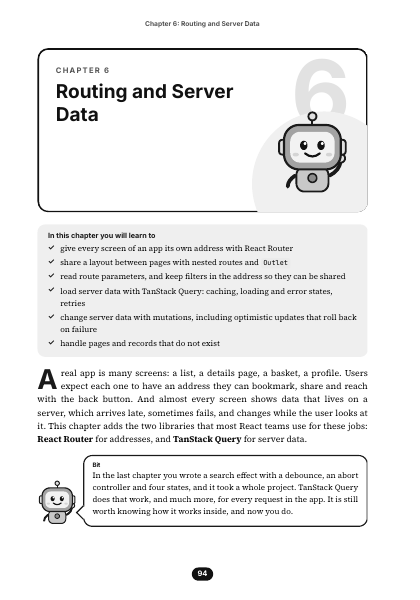 Chapter 6: Routing and Server Data
CHAPTER 6
6
Routing and Server
Data
In this chapter you will learn to
✓ give every screen of an app its own address with React Router
✓ share a layout between pages with nested routes and Outlet
✓ read route parameters, and keep filters in the address so they can be shared
✓ load server data with TanStack Query: caching, loading and error states,
retries
✓ change server data with mutations, including optimistic updates that roll back
on failure
✓ handle pages and records that do not exist
A real app is many screens: a list, a details page, a basket, a profile. Users
expect each one to have an address they can bookmark, share and reach
with the back button. And almost every screen shows data that lives on a
server, which arrives late, sometimes fails, and changes while the user looks at
it. This chapter adds the two libraries that most React teams use for these jobs:
React Router for addresses, and TanStack Query for server data.
Bit
In the last chapter you wrote a search effect with a debounce, an abort
controller and four states, and it took a whole project. TanStack Query
does that work, and much more, for every request in the app. It is still
worth knowing how it works inside, and now you do.
94